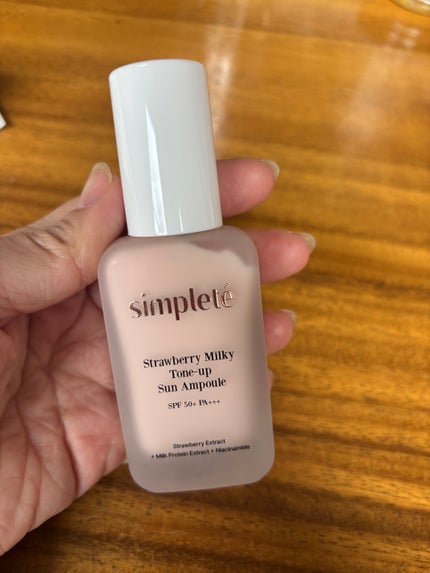 simpleté
Strawberry Milky
Tone-up
Sun Ampoule
SPF 50+ PA+++
Strawberry Extract
+ Milk Protein Extract + Niacinamide